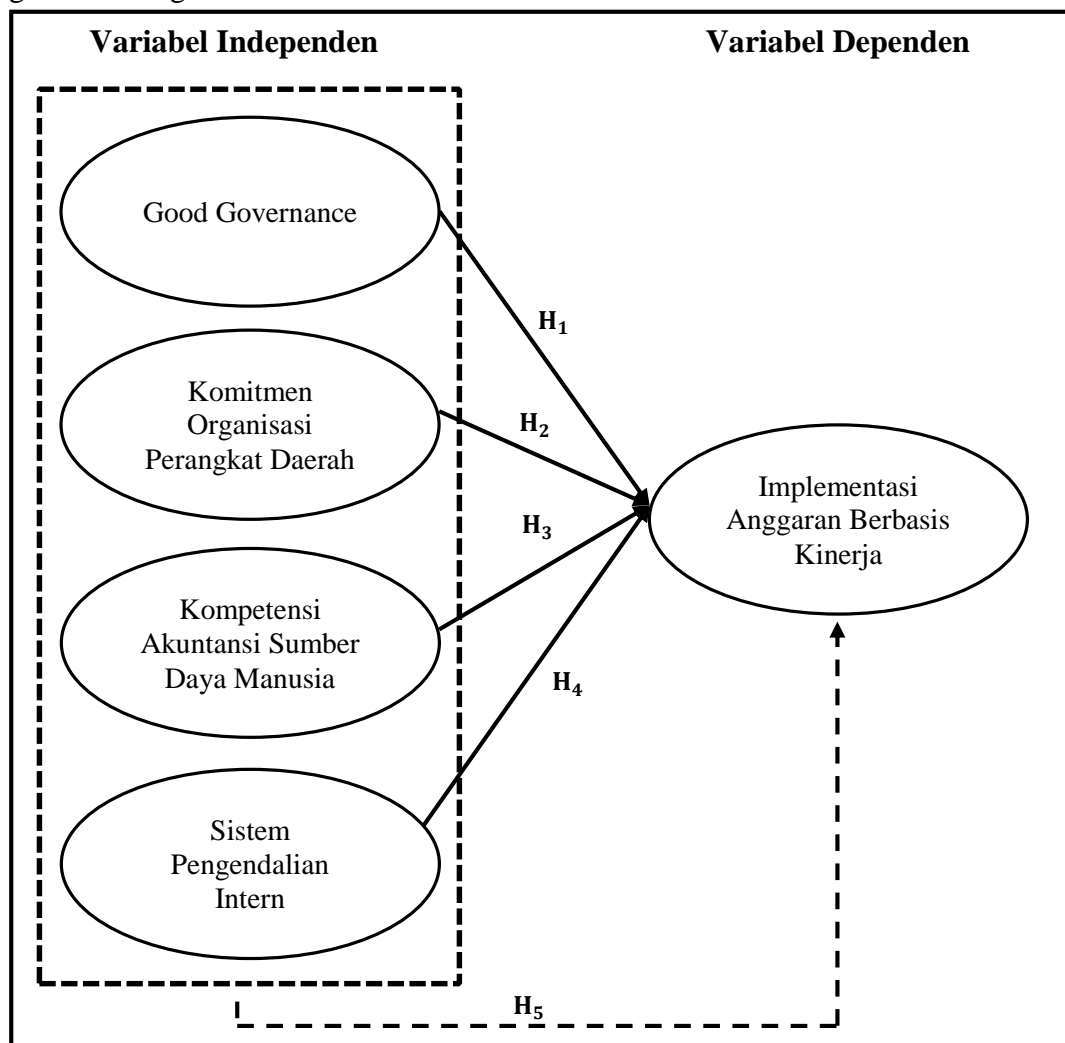 Variabel Independen
Variabel Dependen
Good Governance
H₁
Komitmen
Organisasi
Perangkat Daerah
H₂
Implementasi
Anggaran Berbasis
Kinerja
H₃
Kompetensi
Akuntansi Sumber
Daya Manusia
H₄
Sistem
Pengendalian
Intern
H₅